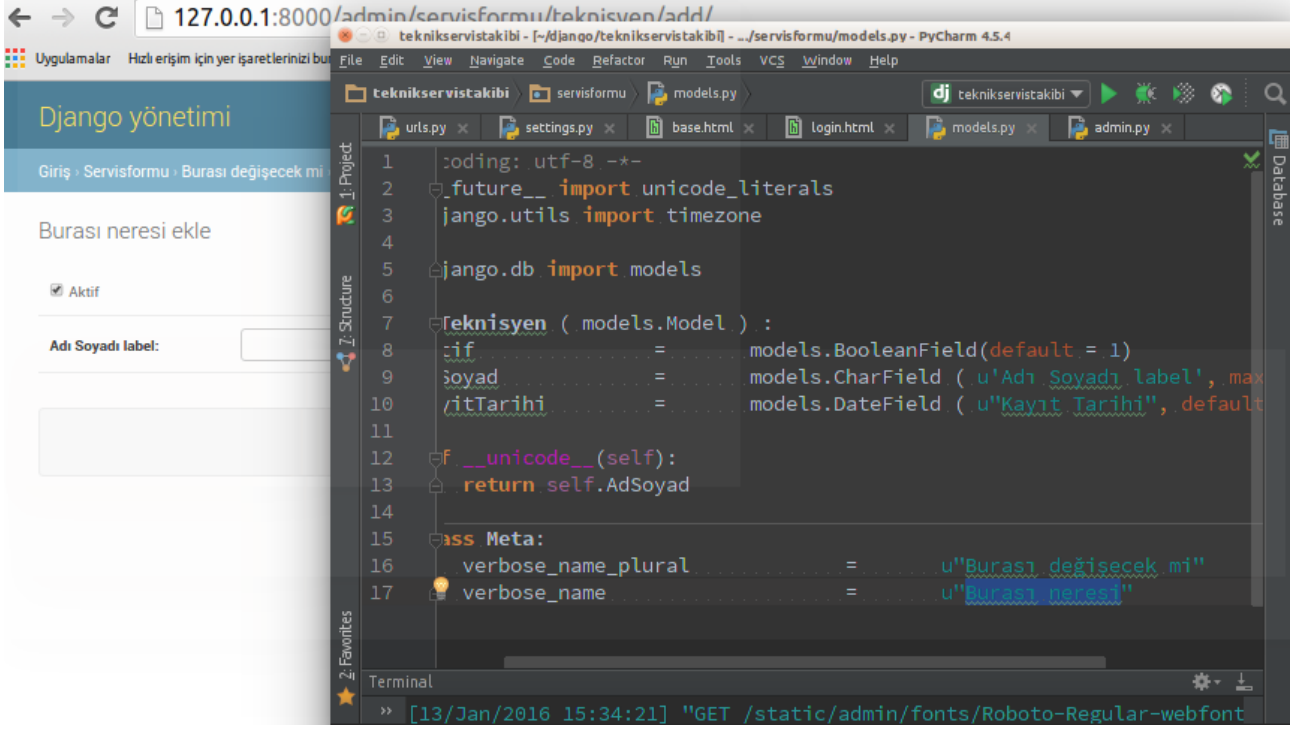 127.0.0.1:8000/admin/servisformu/teknisyen/add/
teknikservistakibi - [~/django/teknikservistakibi] - .../servisformu/models.py - PyCharm 4.5.4
Uygulamalar Hızlı erişim için yer işaretlerinizi bu
File Edit View Navigate Code Refactor Run Tools VCS Window Help
teknikservistakibi servisformu models.py dj teknikservistakibi
Django yönetimi
urls.py settings.py base.html login.html models.py admin.py
Giriş › Servisformu › Burası değişecek mi
Burası neresi ekle
Aktif
Adı Soyadı label:
1: Project
7: Structure
2: Favorites
Database
1 coding: utf-8 -*-
2 _future__ import unicode_literals
3 jango.utils import timezone
4
5 jango.db import models
6
7 Teknisyen ( models.Model ) :
8 tif = models.BooleanField(default = 1)
9 Soyad = models.CharField ( u'Adı Soyadı label', max
10 yitTarihi = models.DateField ( u"Kayıt Tarihi", default
11
12 f __unicode__(self):
13 return self.AdSoyad
14
15 ass Meta:
16 verbose_name_plural = u"Burası değişecek mi"
17 verbose_name = u"Burası neresi"
Terminal
» [13/Jan/2016 15:34:21] "GET /static/admin/fonts/Roboto-Regular-webfont